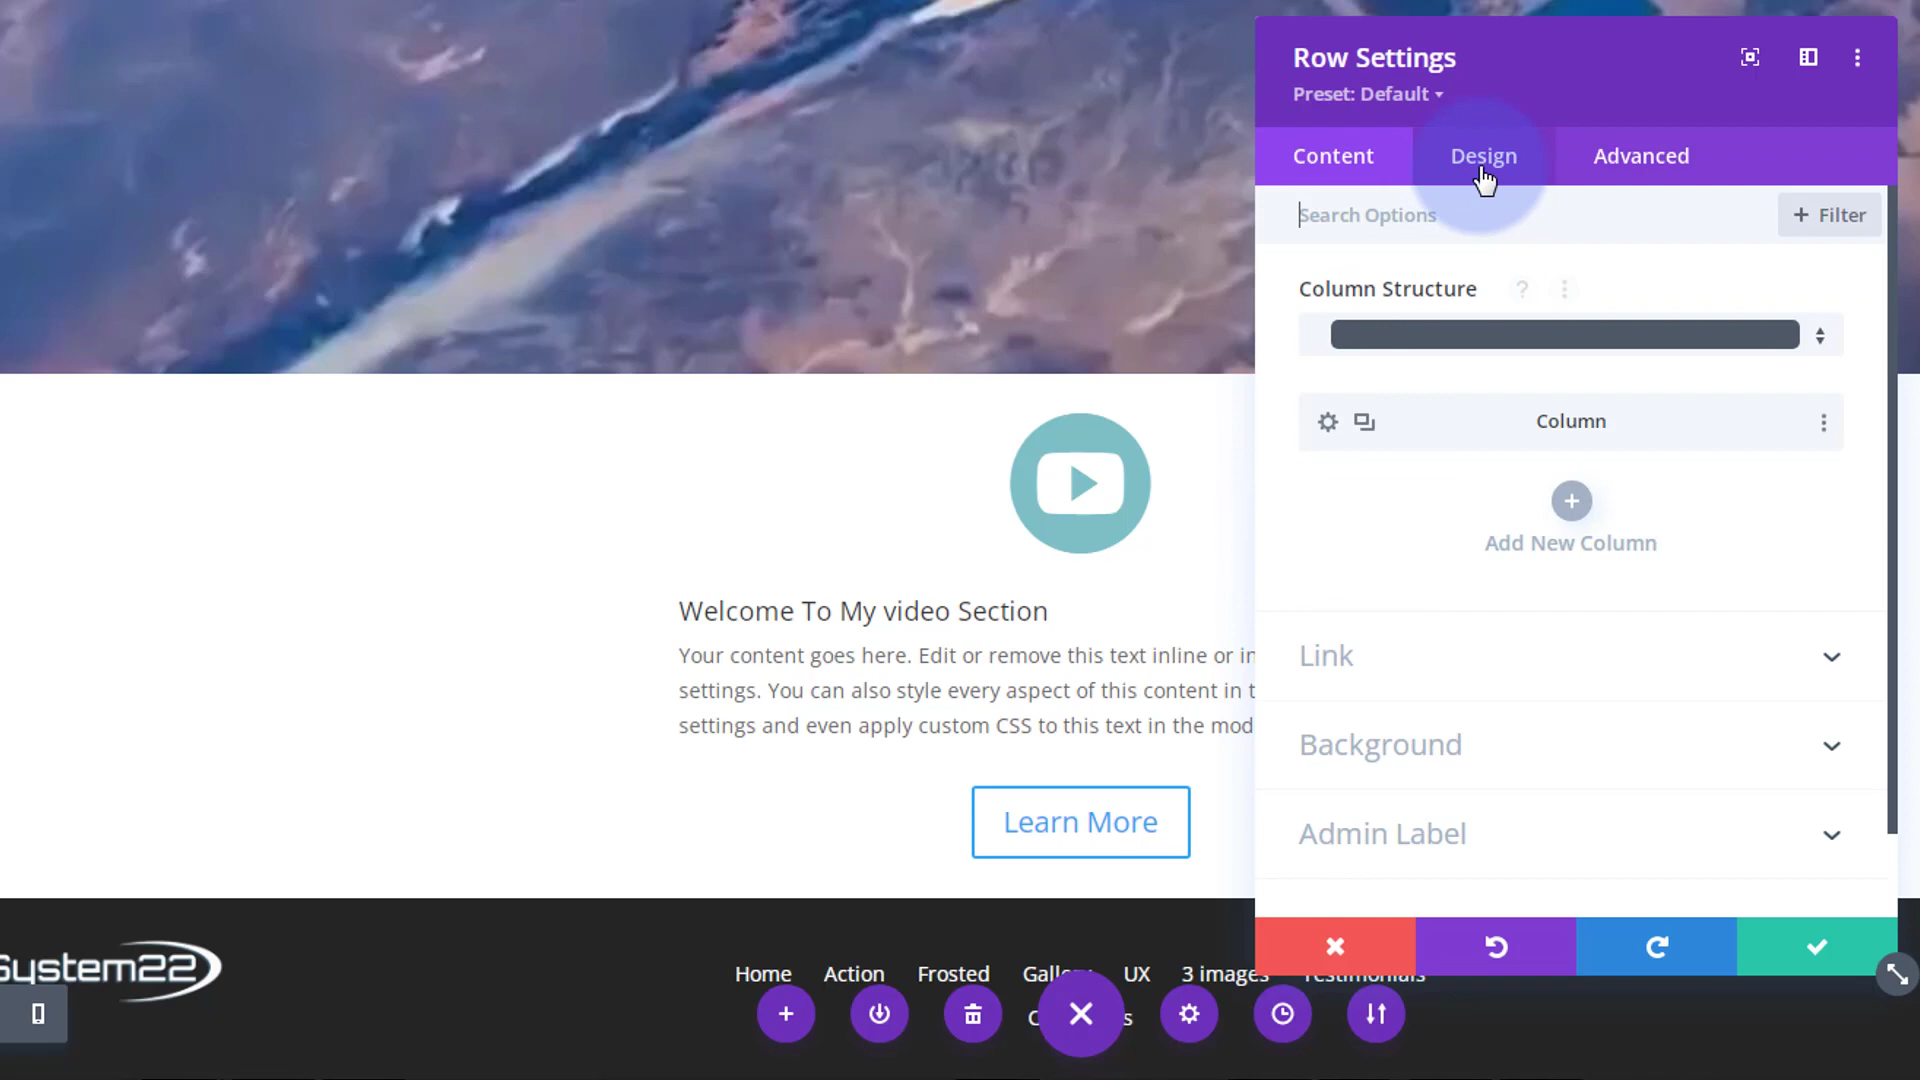 Row Settings
Preset: Default
Content
Design
Advanced
Search Options
+ Filter
Column Structure
?
Column
Add New Column
Link
Background
Admin Label
Welcome To My video Section
Your content goes here. Edit or remove this text inline or in
settings. You can also style every aspect of this content in t
settings and even apply custom CSS to this text in the mod
Learn More
System22
Home Action Frosted Gallery UX 3 images Testimonials